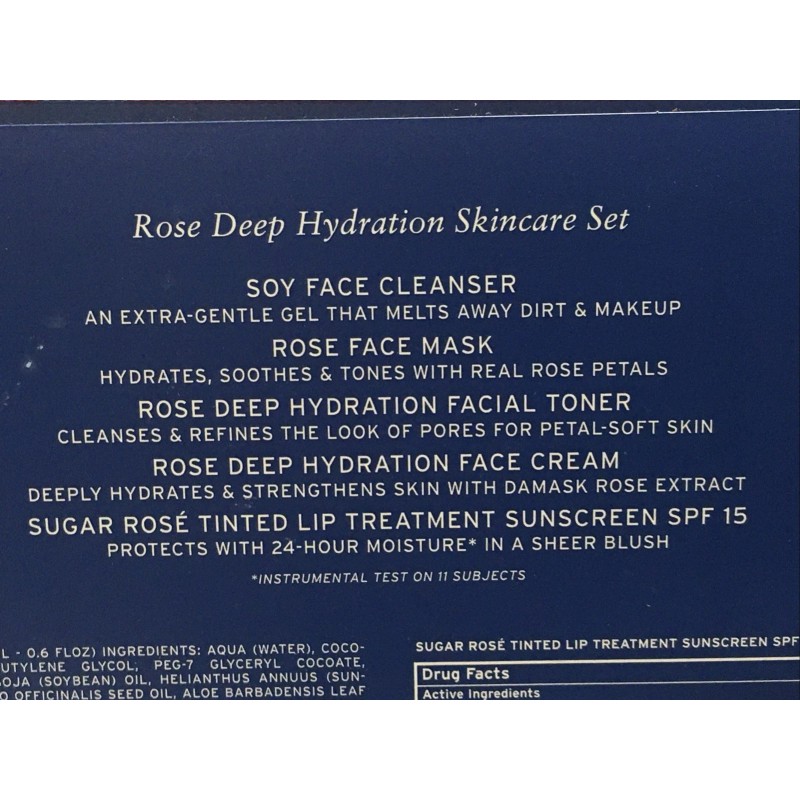 Rose Deep Hydration Skincare Set
SOY FACE CLEANSER
AN EXTRA-GENTLE GEL THAT MELTS AWAY DIRT & MAKEUP
ROSE FACE MASK
HYDRATES, SOOTHES & TONES WITH REAL ROSE PETALS
ROSE DEEP HYDRATION FACIAL TONER
CLEANSES & REFINES THE LOOK OF PORES FOR PETAL-SOFT SKIN
ROSE DEEP HYDRATION FACE CREAM
DEEPLY HYDRATES & STRENGTHENS SKIN WITH DAMASK ROSE EXTRACT
SUGAR ROSÉ TINTED LIP TREATMENT SUNSCREEN SPF 15
PROTECTS WITH 24-HOUR MOISTURE* IN A SHEER BLUSH
*INSTRUMENTAL TEST ON 11 SUBJECTS
L - 0.6 FLOZ) INGREDIENTS: AQUA (WATER), COCO-
UTYLENE GLYCOL, PEG-7 GLYCERYL COCOATE,
OJA (SOYBEAN) OIL, HELIANTHUS ANNUUS (SUN-
O OFFICINALIS SEED OIL, ALOE BARBADENSIS LEAF
SUGAR ROSÉ TINTED LIP TREATMENT SUNSCREEN SPF
Drug Facts
Active Ingredients